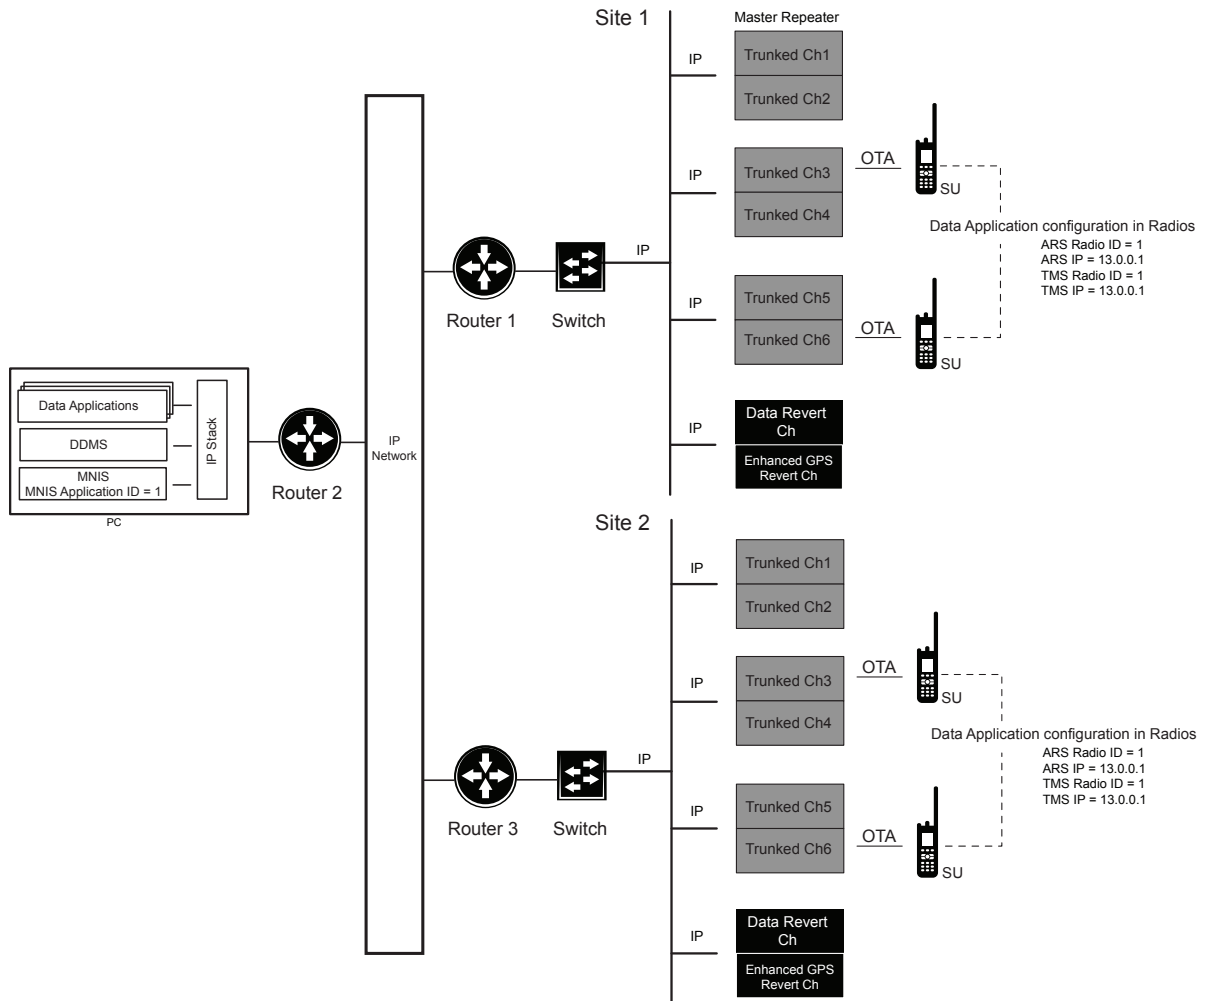 Site 1
Master Repeater
IP
Trunked Ch1
Trunked Ch2
IP
Trunked Ch3
Trunked Ch4
OTA
SU
Data Application configuration in Radios
ARS Radio ID = 1
ARS IP = 13.0.0.1
TMS Radio ID = 1
TMS IP = 13.0.0.1
IP
Router 1
Switch
IP
Trunked Ch5
Trunked Ch6
OTA
SU
IP
Data Revert
Ch
Enhanced GPS
Revert Ch
Data Applications
DDMS
MNIS
MNIS Application ID = 1
IP Stack
PC
Router 2
IP
Network
Site 2
IP
Trunked Ch1
Trunked Ch2
IP
Trunked Ch3
Trunked Ch4
OTA
SU
Data Application configuration in Radios
ARS Radio ID = 1
ARS IP = 13.0.0.1
TMS Radio ID = 1
TMS IP = 13.0.0.1
IP
Router 3
Switch
IP
Trunked Ch5
Trunked Ch6
OTA
SU
IP
Data Revert
Ch
Enhanced GPS
Revert Ch